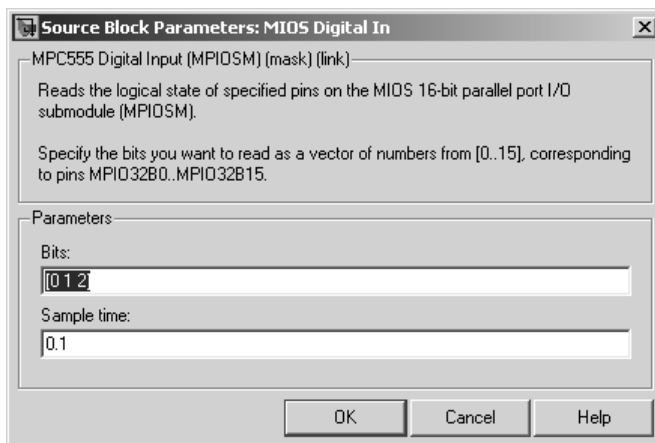 Source Block Parameters: MIOS Digital In
MPC555 Digital Input (MPIOSM) (mask) (link)
Reads the logical state of specified pins on the MIOS 16-bit parallel port I/O
submodule (MPIOSM).
Specify the bits you want to read as a vector of numbers from [0..15], corresponding
to pins MPIO32B0..MPIO32B15.
Parameters
Bits:
[0 1 2]
Sample time:
0.1
OK Cancel Help